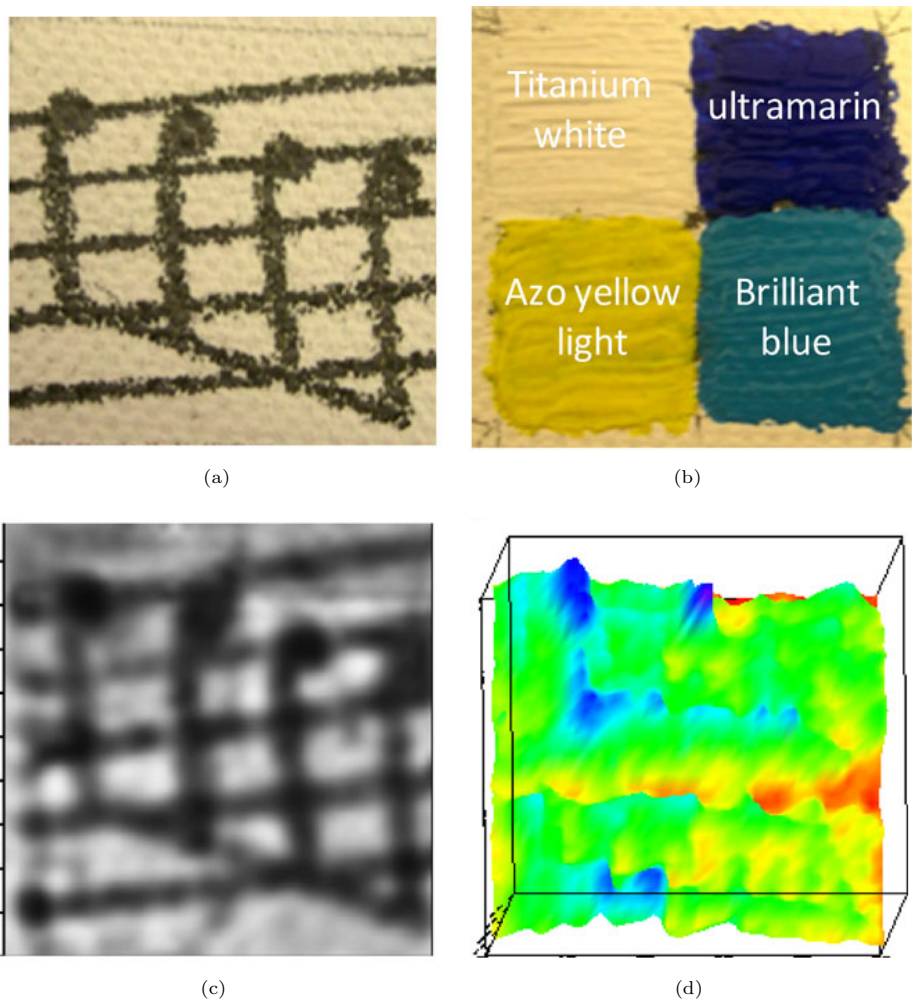 Titanium
white
ultramarin
Azo yellow
light
Brilliant
blue
(a)
(b)
(c)
(d)